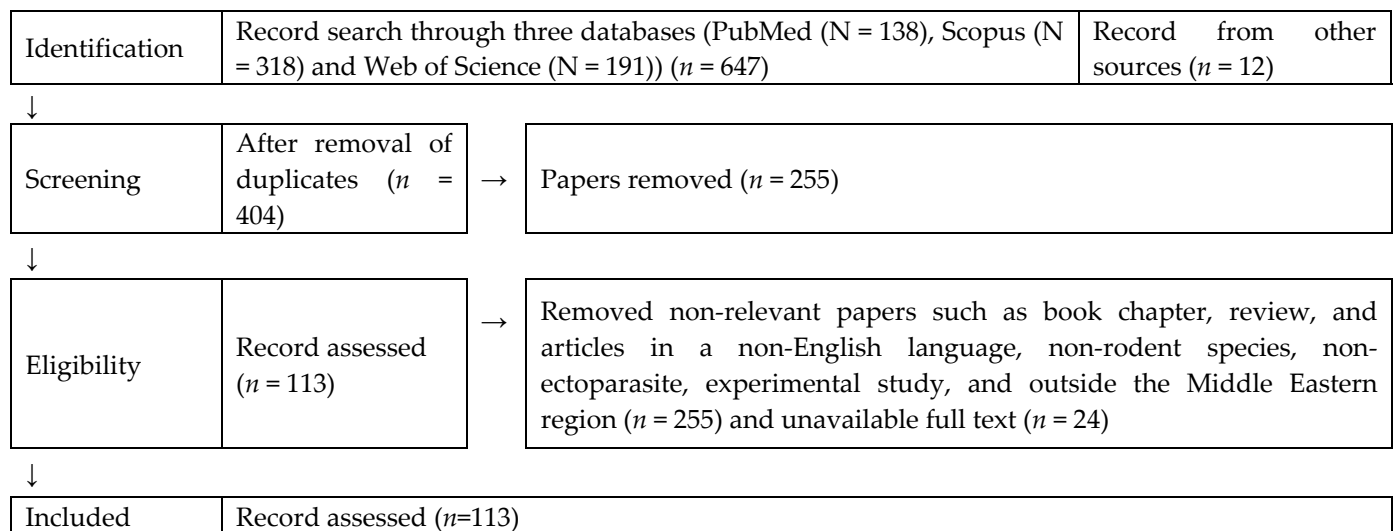 Identification
Record search through three databases (PubMed (N = 138), Scopus (N
= 318) and Web of Science (N = 191)) (n = 647)
Record from other
sources (n = 12)
↓
Screening
After removal of
duplicates (n =
404)
→
Papers removed (n = 255)
↓
Eligibility
Record assessed
(n = 113)
→
Removed non-relevant papers such as book chapter, review, and
articles in a non-English language, non-rodent species, non-
ectoparasite, experimental study, and outside the Middle Eastern
region (n = 255) and unavailable full text (n = 24)
↓
Included
Record assessed (n=113)